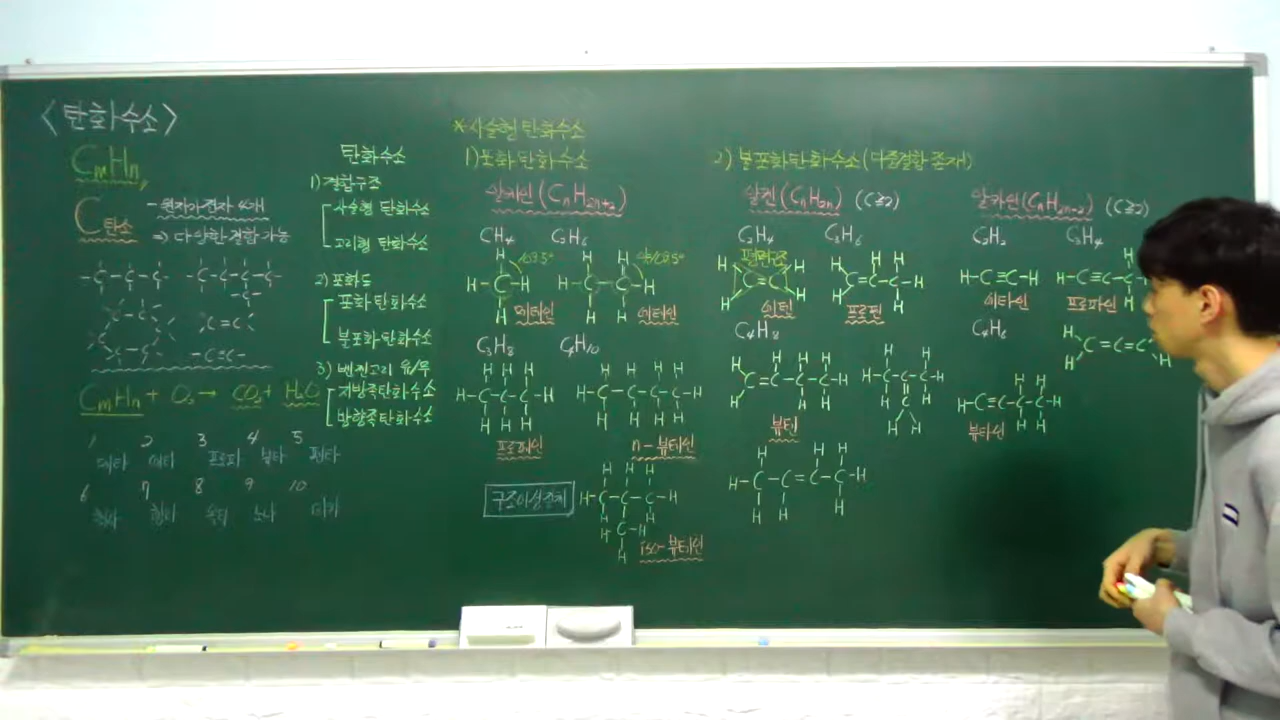 <탄화수소>
CmHn,
C탄소
- 원자가전자 4개
⇒ 다양한 결합 가능
CmHn + O₂ → CO₂ + H₂O
1 2 3 4 5
메타 에타 프로파 뷰타 펜타
6 7 8 9 10
헥사 헵타 옥타 노나 데카
탄화수소
1) 결합구조
사슬형 탄화수소
고리형 탄화수소
2) 포화도
포화 탄화수소
불포화 탄화수소
3) 벤젠고리 유/무
지방족탄화수소
방향족탄화수소
*사슬형 탄화수소
1) 포화 탄화수소
알카인 (CnH2n+2)
CH₄ C₂H₆
109.5°
메타인 에타인
C₃H₈ C₄H₁₀
프로파인 n-뷰타인
구조이성질체
iso-뷰타인
2) 불포화 탄화수소 (다중결합 존재)
알켄 (CnH2n) (C≥2)
C₂H₄ C₃H₆
평면구조
에텐 프로펜
C₄H₈
뷰텐
알카인 (CnH2n-2) (C≥2)
C₂H₂ C₃H₄
H-C≡C-H
에타인 프로파인
C₄H₆
뷰타인